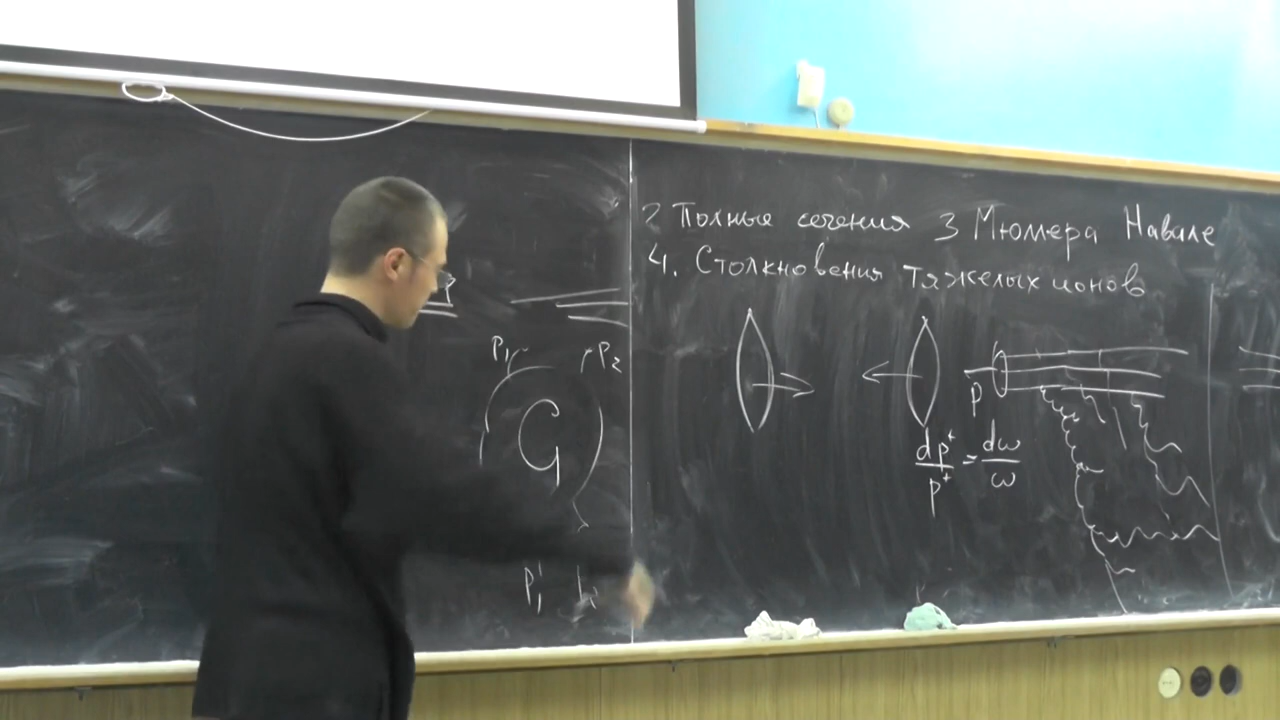 2 Полные сечения 3 Мюллера Навале
4. Столкновения тяжелых ионов
P₁ P₂
G
P
dp⁺/p⁺ = dω/ω
P₁'